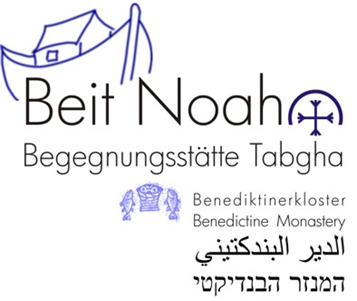 Beit Noah
Begegnungsstätte Tabgha
Benediktinerkloster
Benedictine Monastery
الدير البندكتيني
המנזר הבנדיקטי